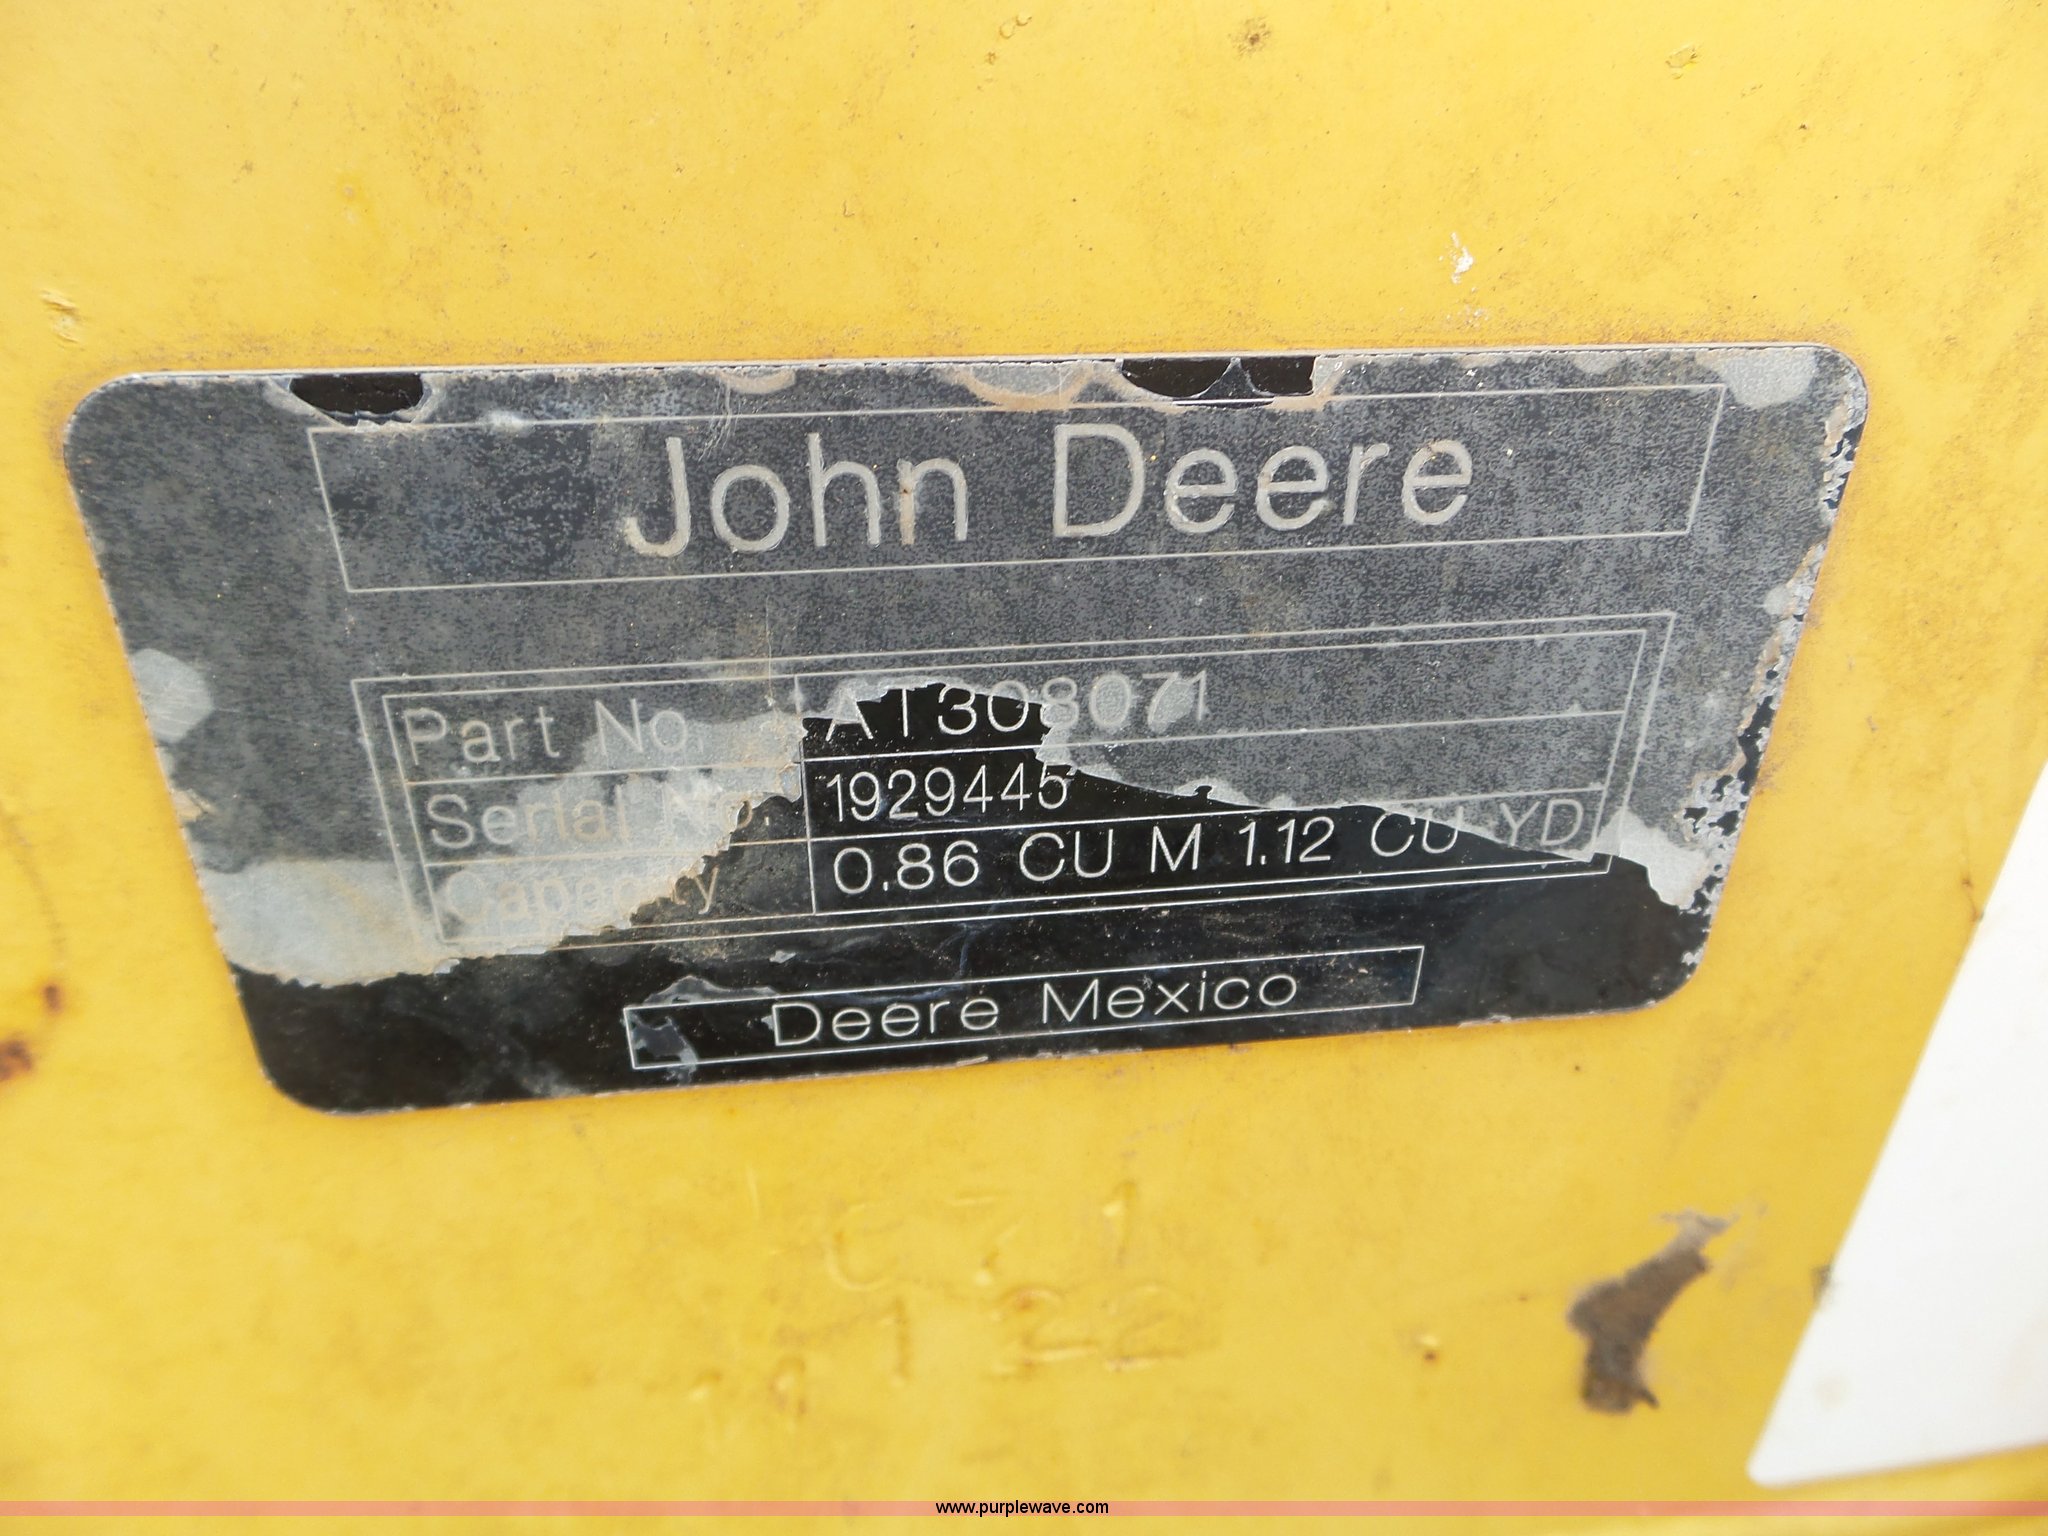 John Deere
Part No. AT308071
Serial No. 1929445
Capacity 0.86 CU M 1.12 CU YD
Deere Mexico
www.purplewave.com